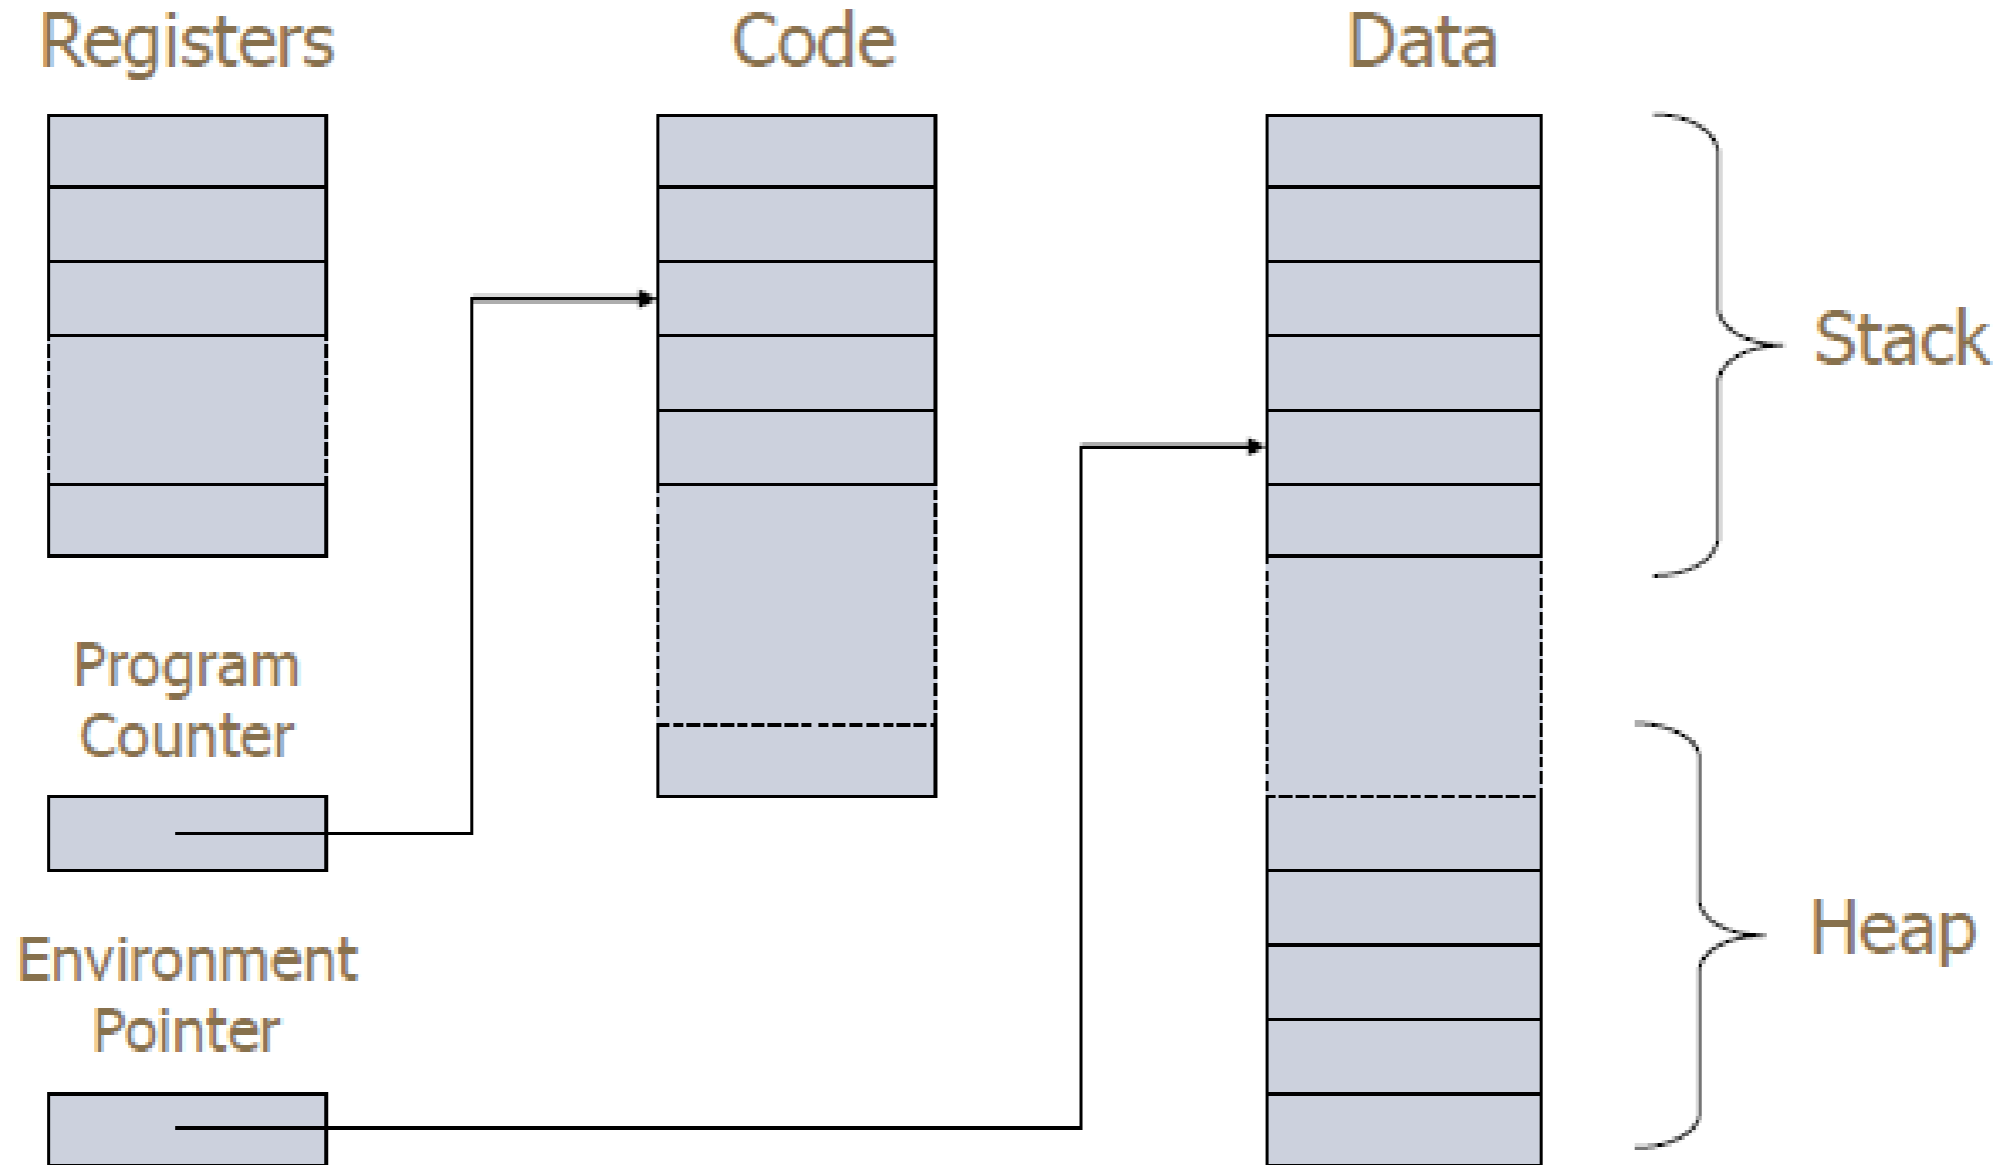 Registers
Code
Data
Stack
Program
Counter
Heap
Environment
Pointer